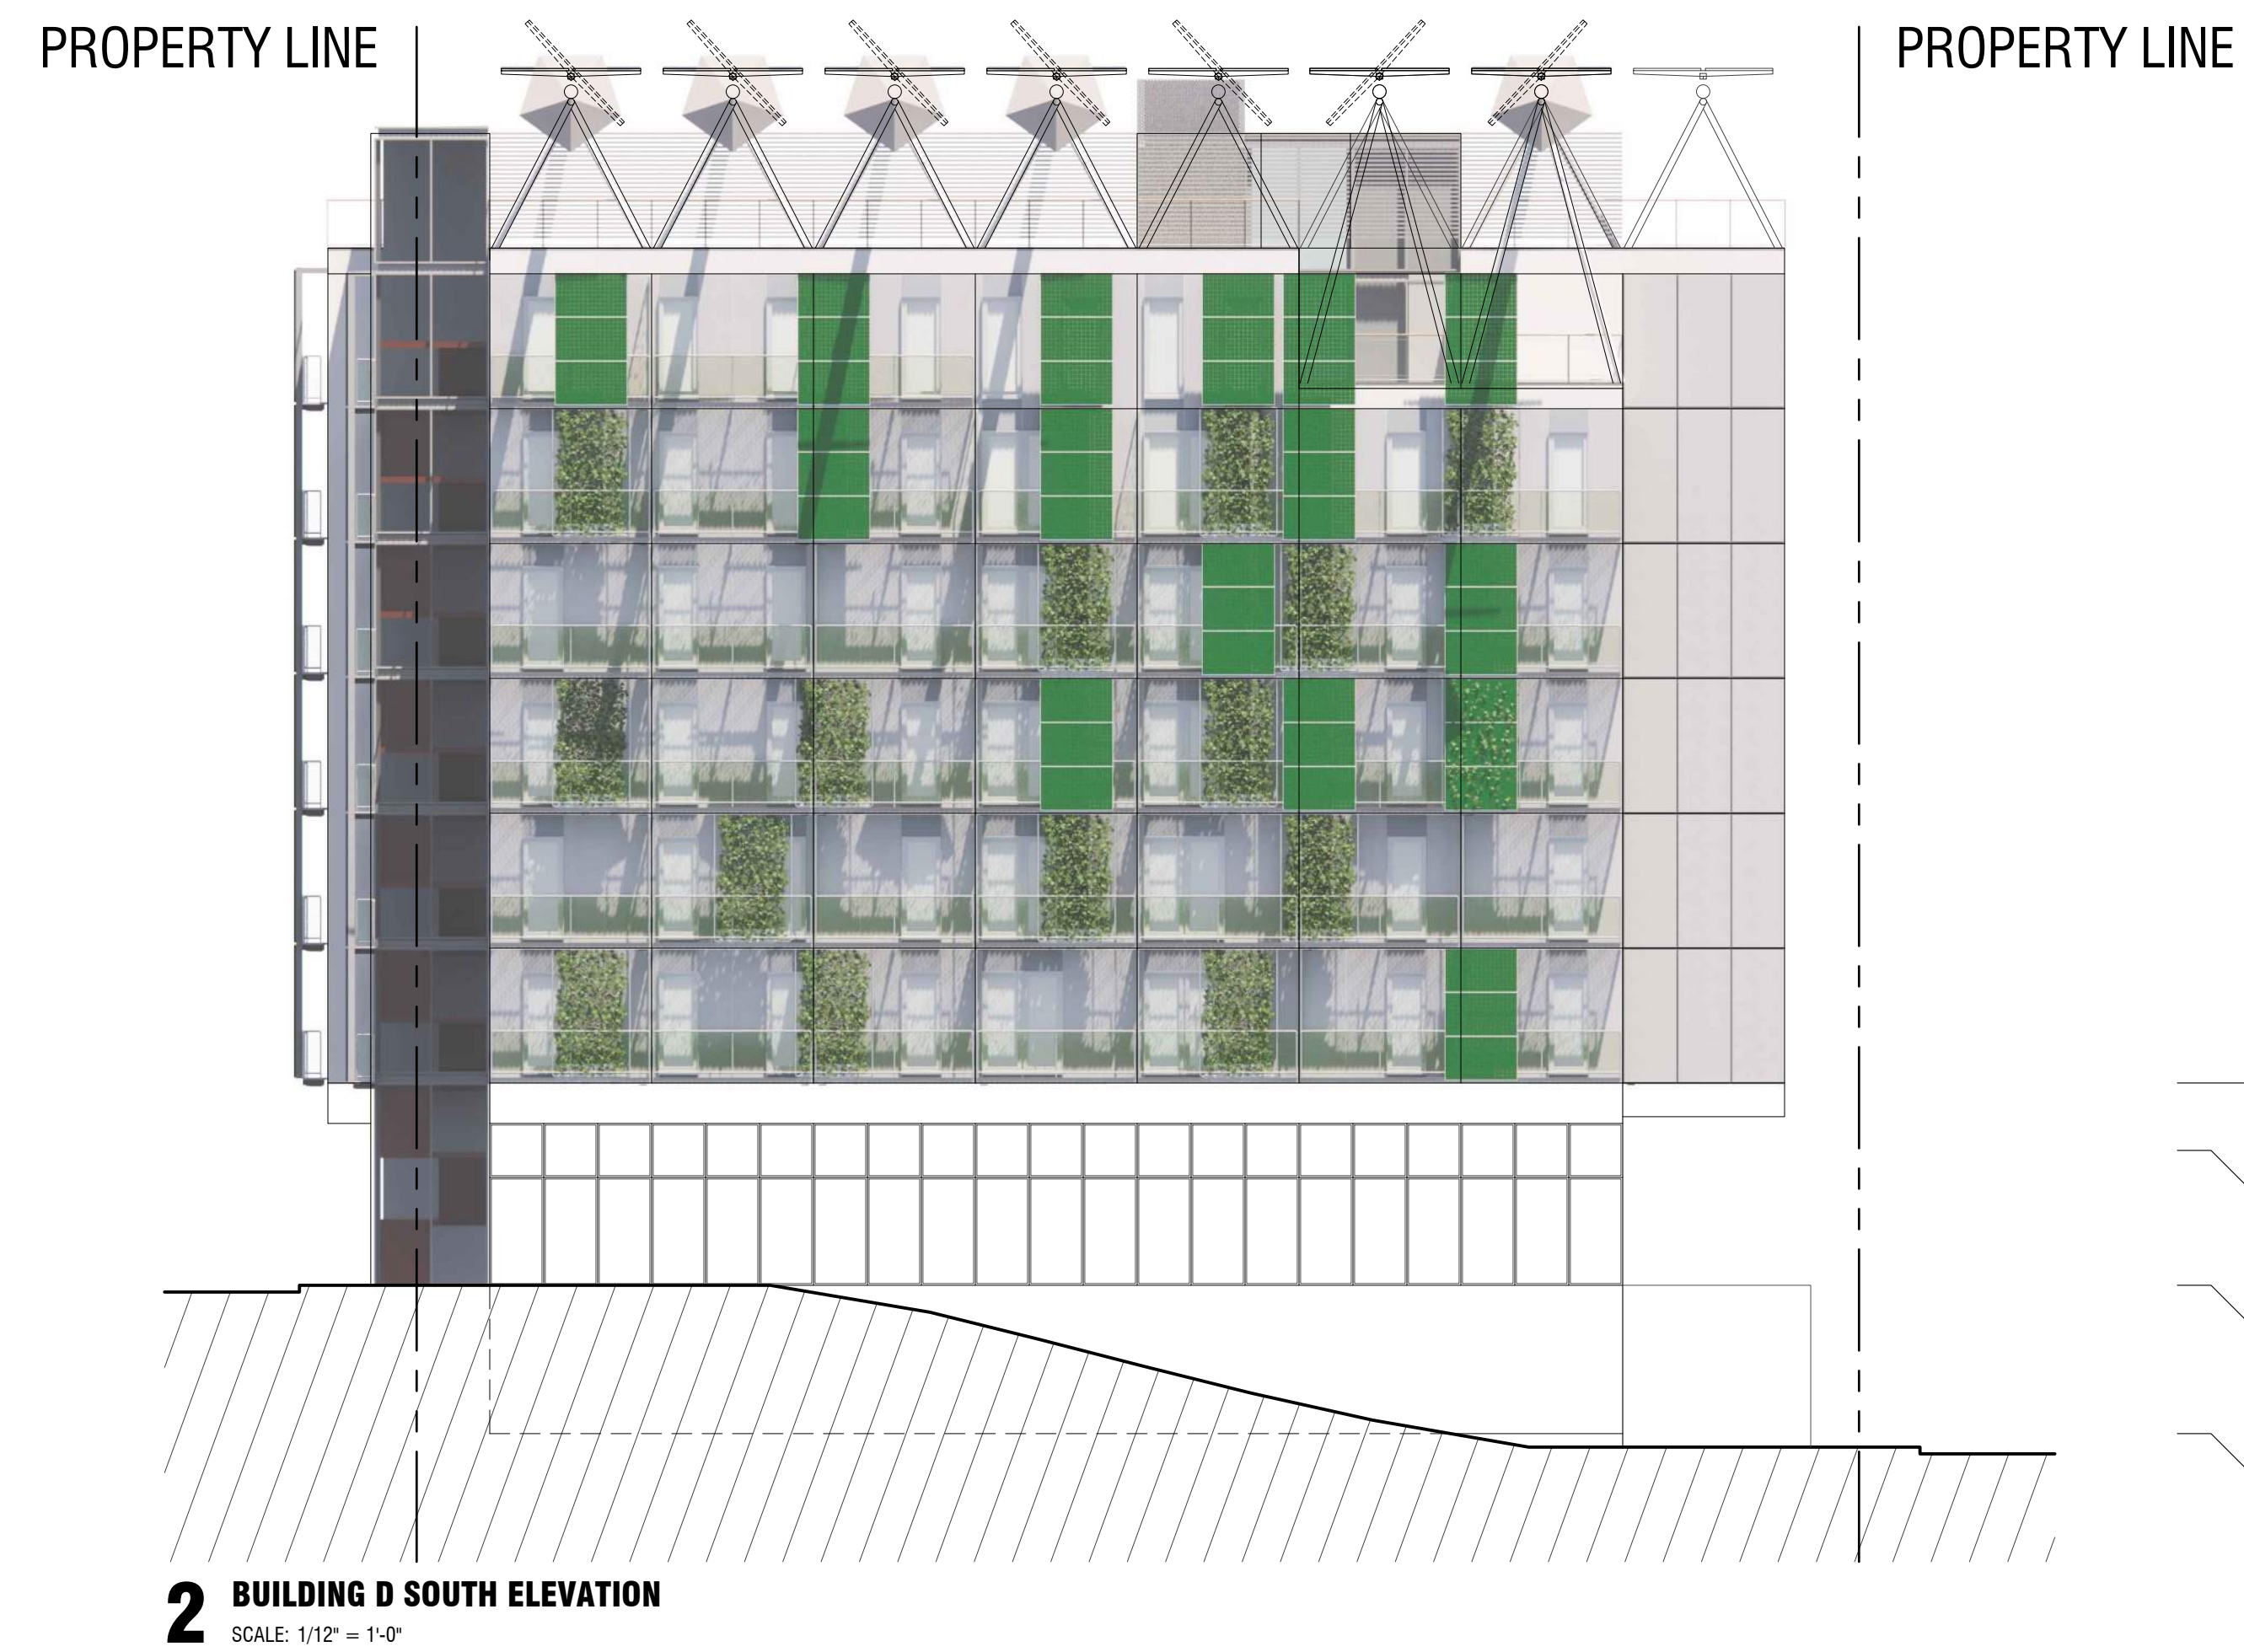 PROPERTY LINE
PROPERTY LINE
2
BUILDING D SOUTH ELEVATION
SCALE: 1/12" = 1'-0"